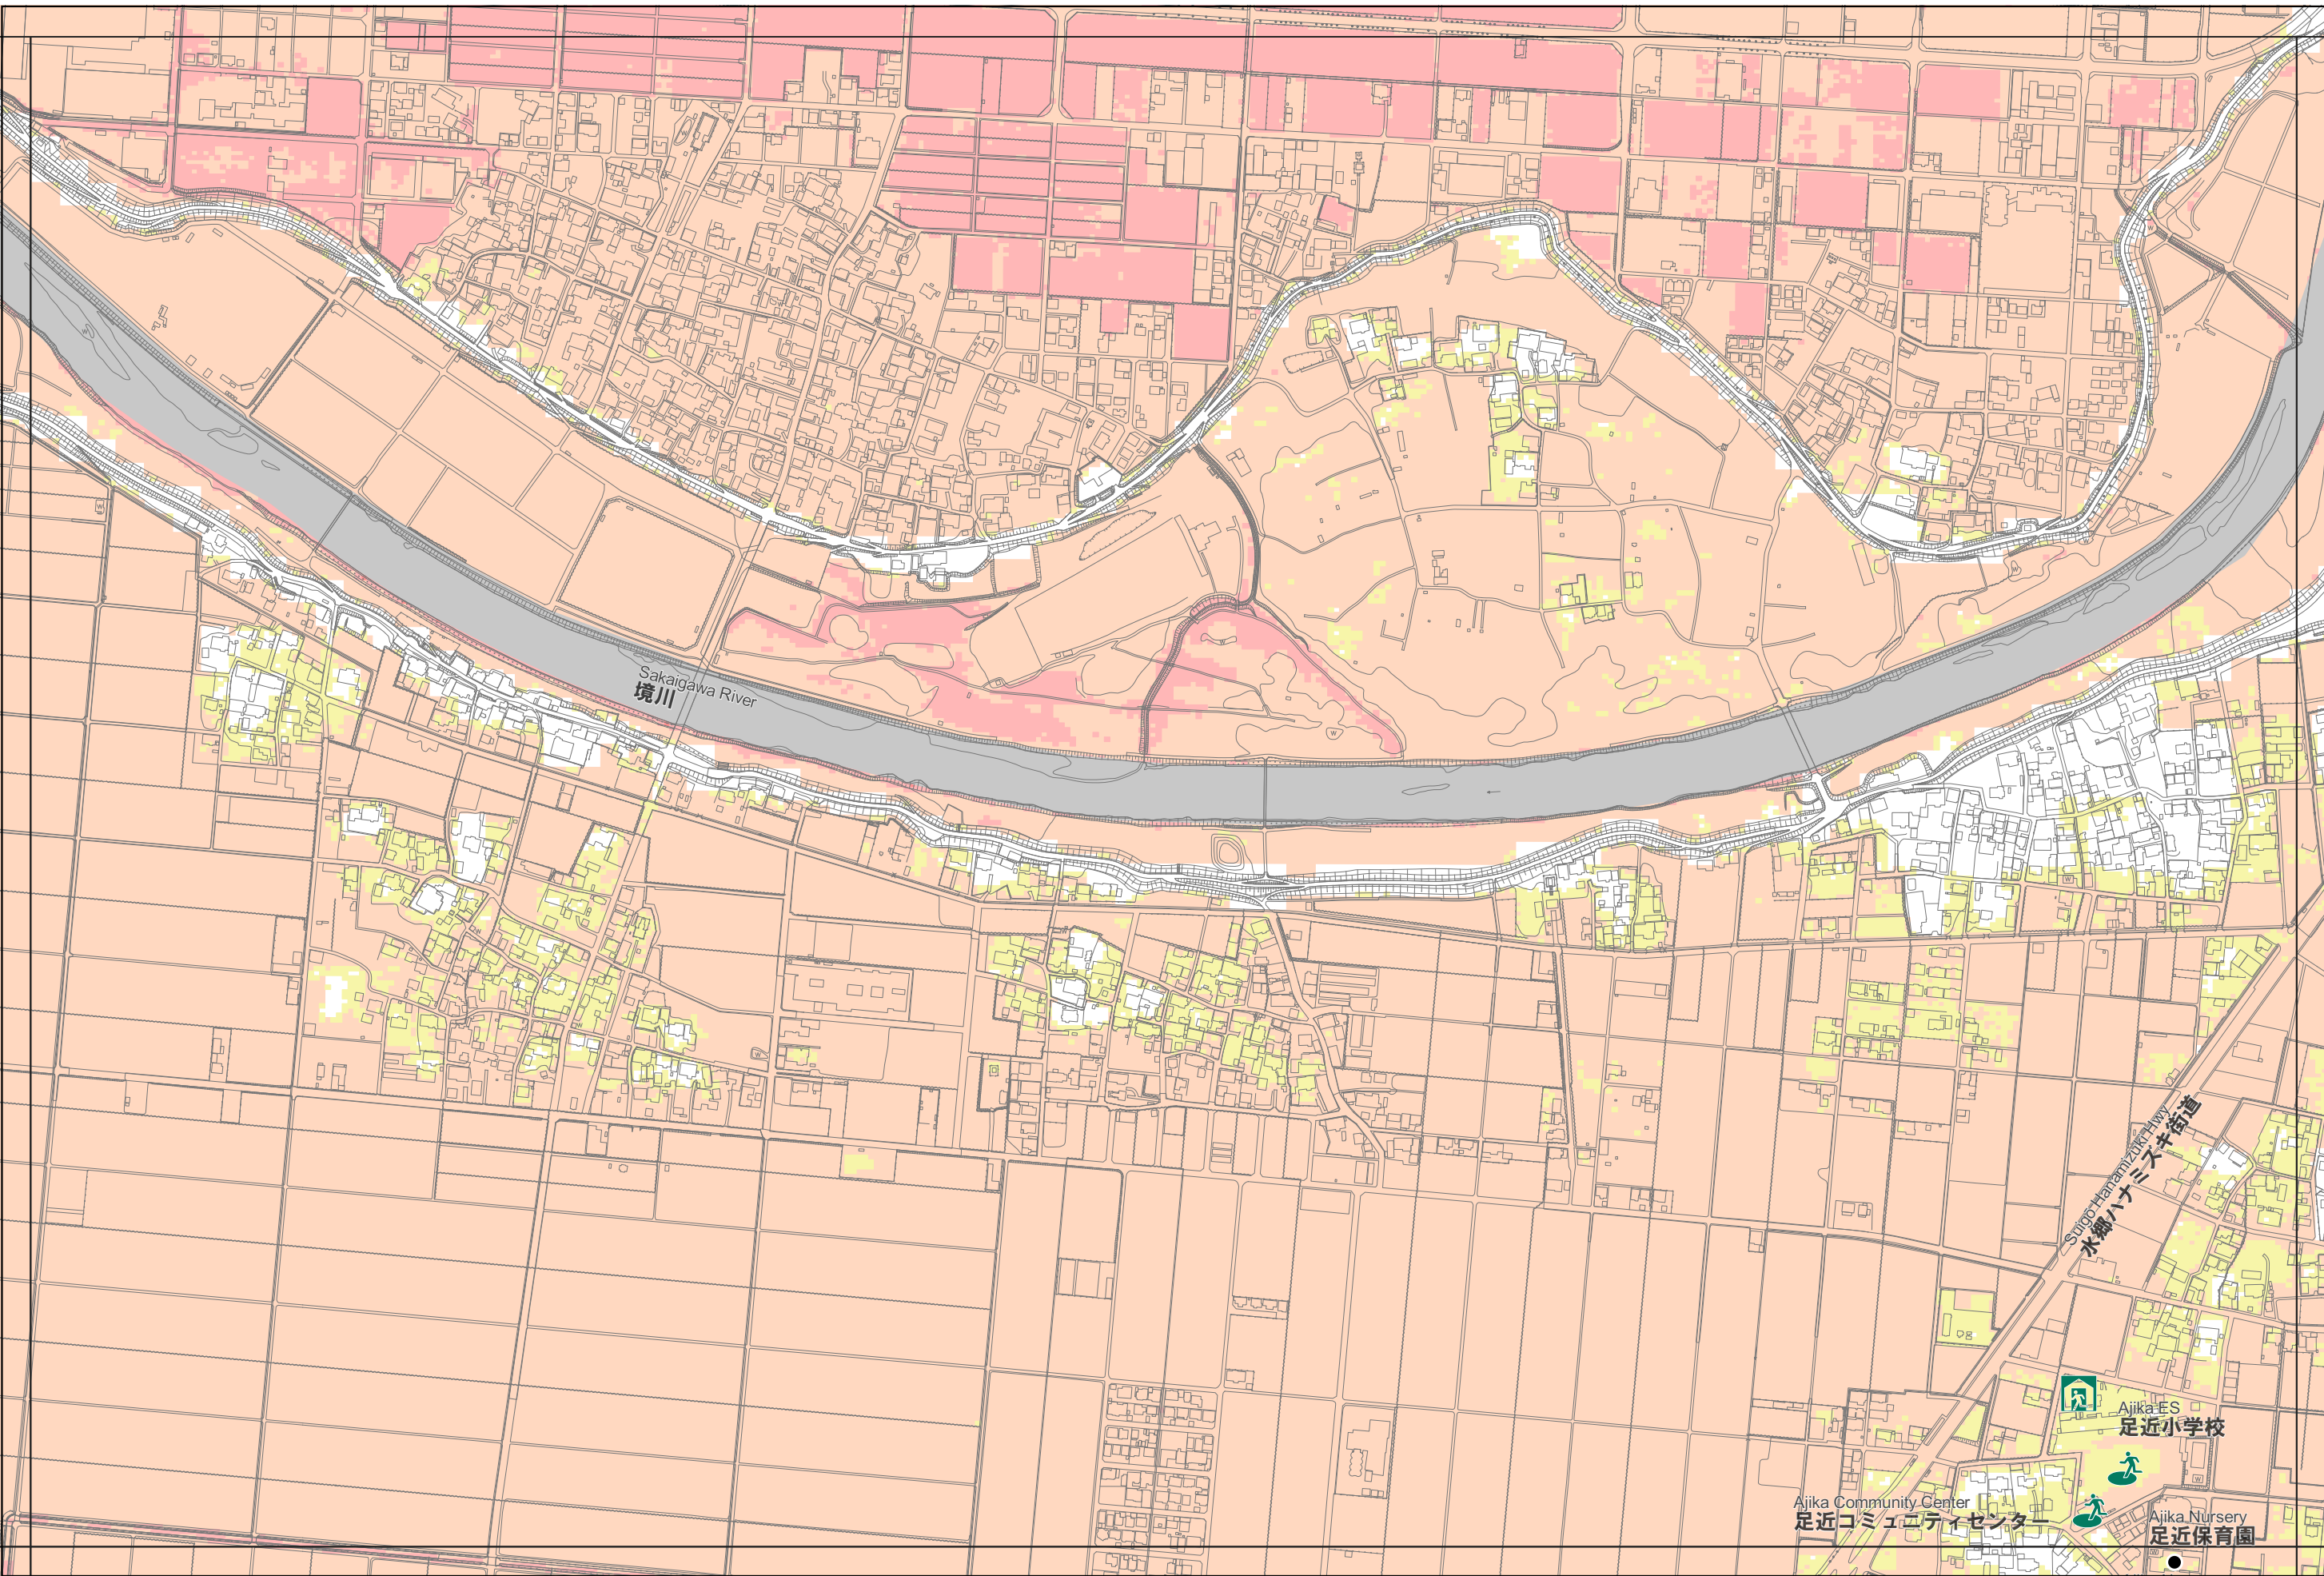 Sakaigawa River
境川
Suigo Hanamizuki Hwy
水郷ハナミズキ街道
Ajika ES
足近小学校
Ajika Community Center
足近コミュニティセンター
Ajika Nursery
足近保育園